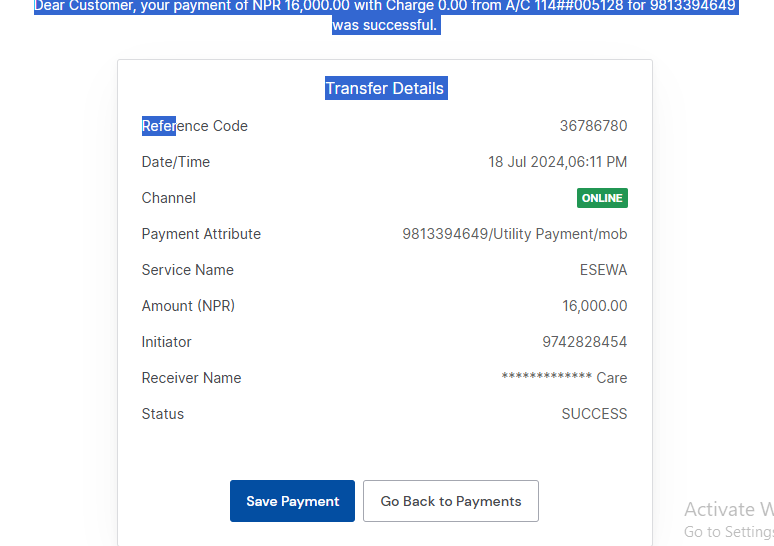 Dear Customer, your payment of NPR 16,000.00 with Charge 0.00 from A/C 114##005128 for 9813394649
was successful.
Transfer Details
Reference Code 36786780
Date/Time 18 Jul 2024,06:11 PM
Channel ONLINE
Payment Attribute 9813394649/Utility Payment/mob
Service Name ESEWA
Amount (NPR) 16,000.00
Initiator 9742828454
Receiver Name ************* Care
Status SUCCESS
Save Payment Go Back to Payments
Activate W
Go to Settings